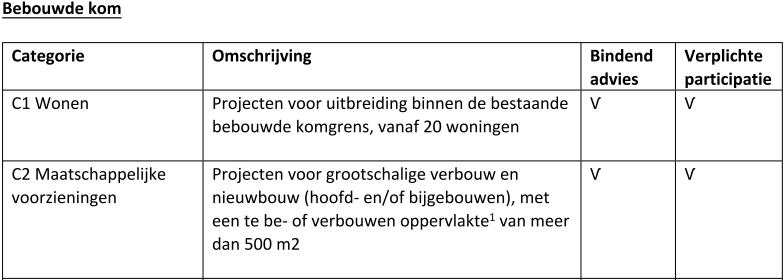 Bebouwde kom
Categorie Omschrijving Bindend advies Verplichte participatie
C1 Wonen Projecten voor uitbreiding binnen de bestaande V V
bebouwde komgrens, vanaf 20 woningen
C2 Maatschappelijke Projecten voor grootschalige verbouw en V V
voorzieningen nieuwbouw (hoofd- en/of bijgebouwen), met
een te be- of verbouwen oppervlakte¹ van meer
dan 500 m2